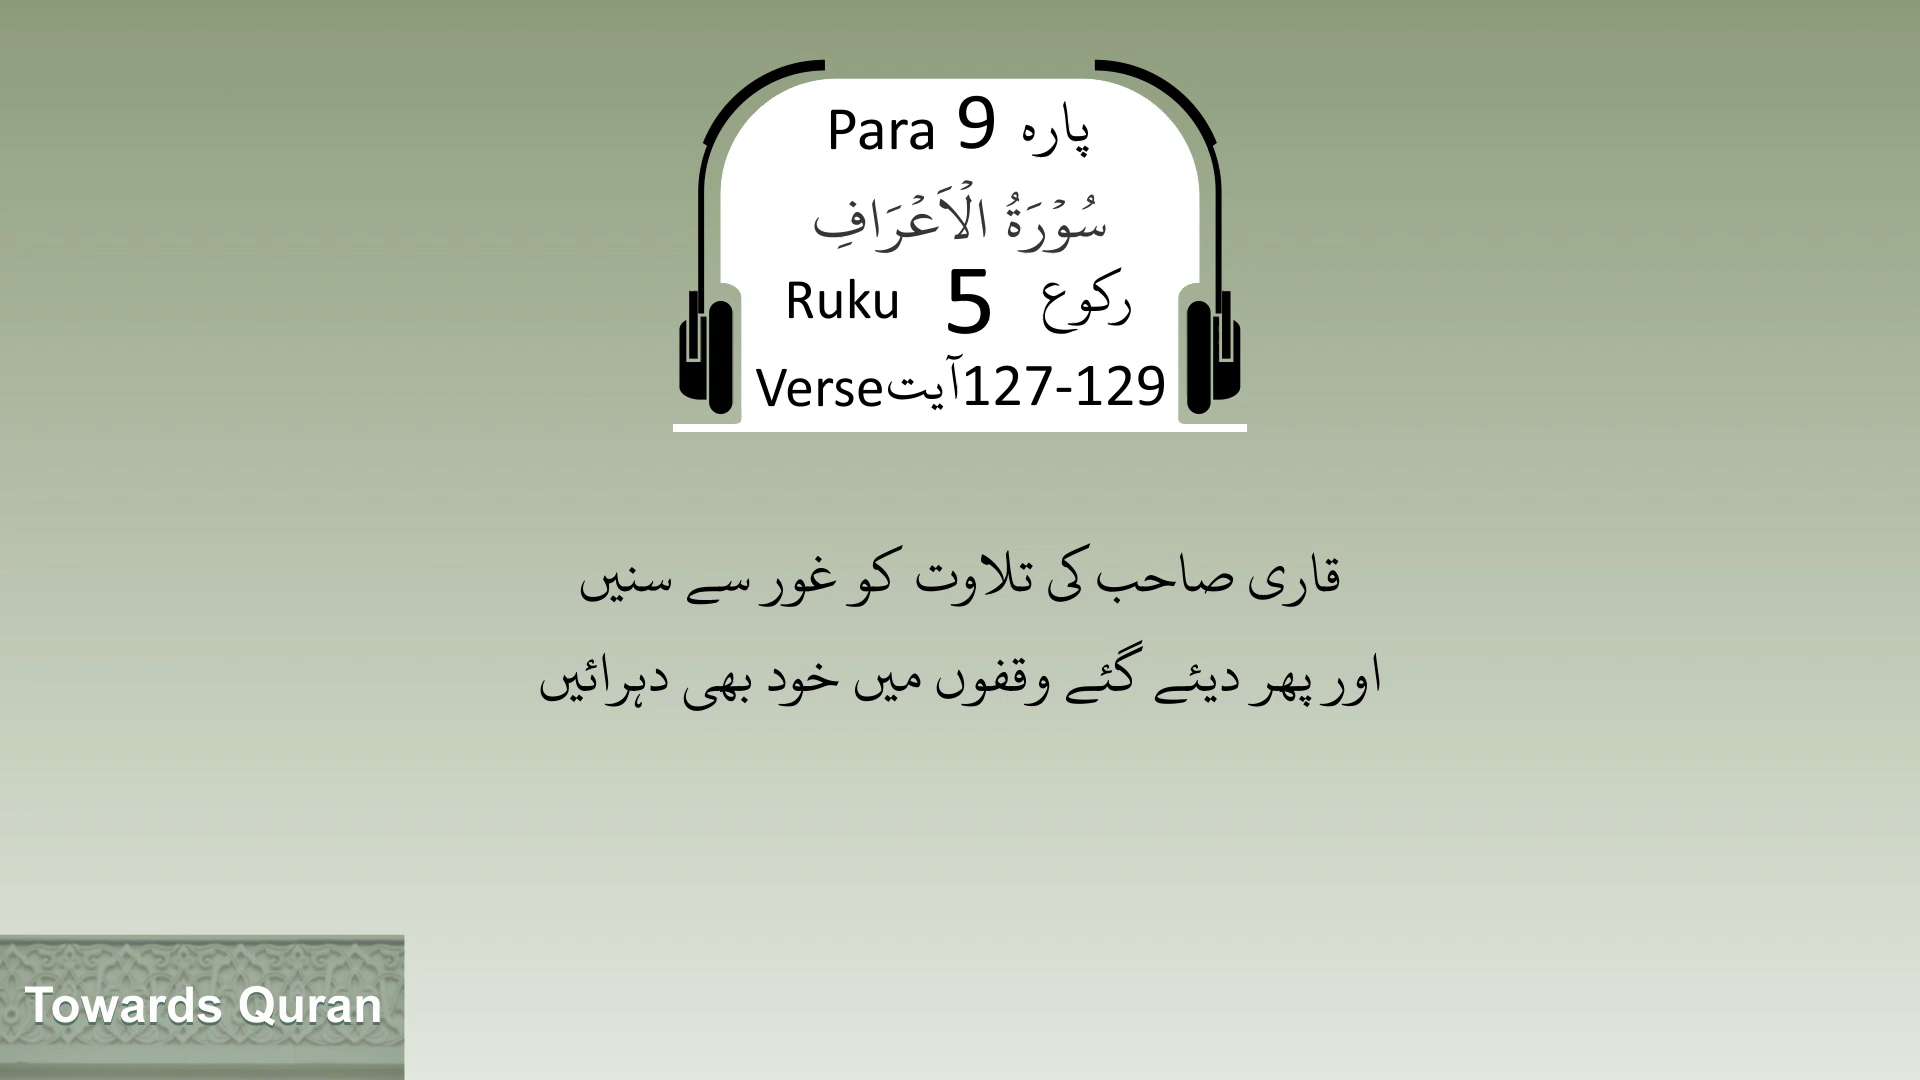 Para 9 پارہ
سُوۡرَۃُ الۡاَعۡرَافِ
Ruku 5 رکوع
Verse آیت 127-129
قاری صاحب کی تلاوت کو غور سے سنیں
اور پھر دیئے گئے وقفوں میں خود بھی دہرائیں
Towards Quran